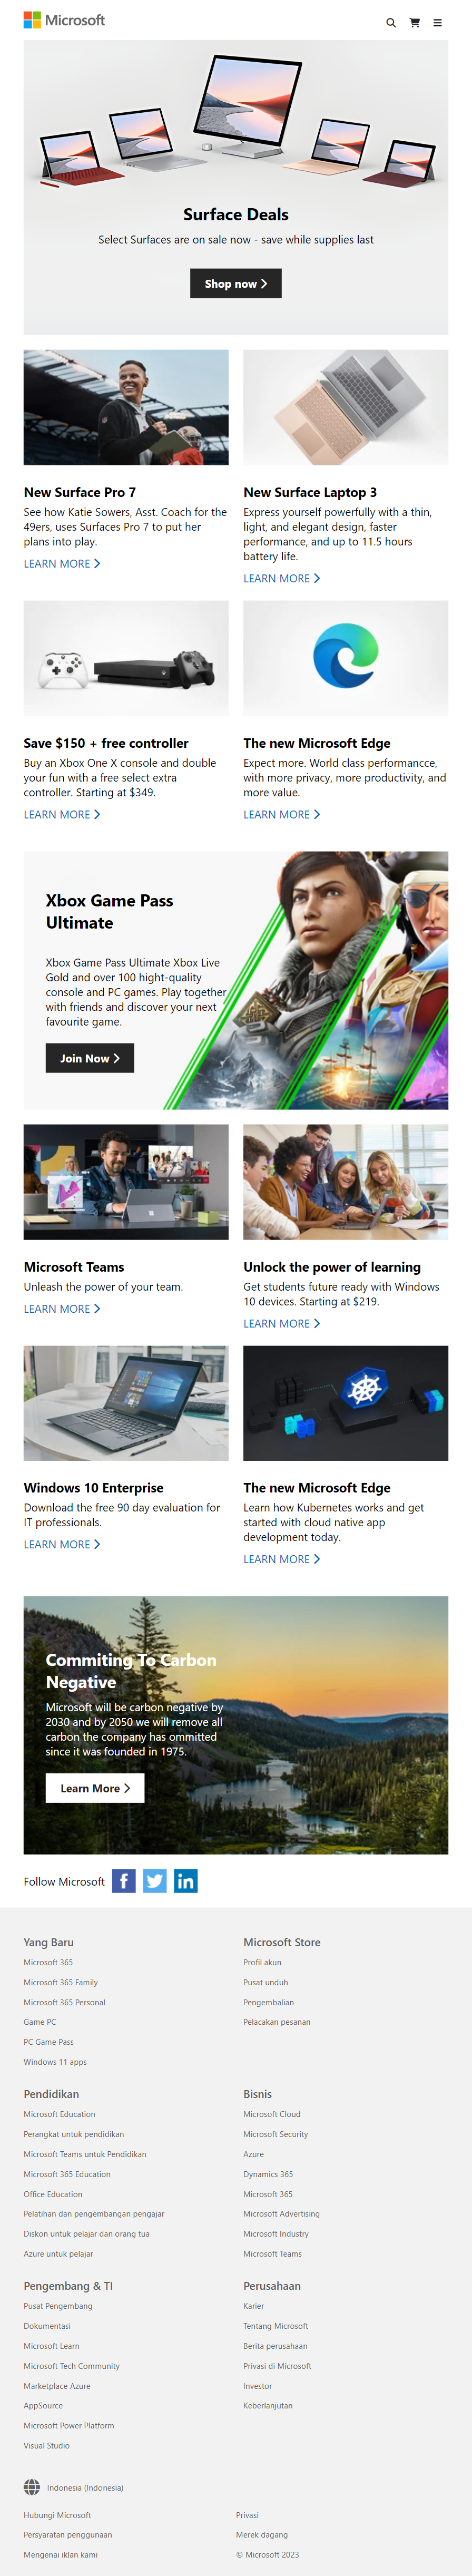 Microsoft
Surface Deals
Select Surfaces are on sale now - save while supplies last
Shop now
New Surface Pro 7
See how Katie Sowers, Asst. Coach for the
49ers, uses Surfaces Pro 7 to put her
plans into play.
LEARN MORE
New Surface Laptop 3
Express yourself powerfully with a thin,
light, and elegant design, faster
performance, and up to 11.5 hours
battery life.
LEARN MORE
Save $150 + free controller
Buy an Xbox One X console and double
your fun with a free select extra
controller. Starting at $349.
LEARN MORE
The new Microsoft Edge
Expect more. World class performancce,
with more privacy, more productivity, and
more value.
LEARN MORE
Xbox Game Pass
Ultimate
Xbox Game Pass Ultimate Xbox Live
Gold and over 100 hight-quality
console and PC games. Play together
with friends and discover your next
favourite game.
Join Now
Microsoft Teams
Unleash the power of your team.
LEARN MORE
Unlock the power of learning
Get students future ready with Windows
10 devices. Starting at $219.
LEARN MORE
Windows 10 Enterprise
Download the free 90 day evaluation for
IT professionals.
LEARN MORE
The new Microsoft Edge
Learn how Kubernetes works and get
started with cloud native app
development today.
LEARN MORE
Commiting To Carbon
Negative
Microsoft will be carbon negative by
2030 and by 2050 we will remove all
carbon the company has ommitted
since it was founded in 1975.
Learn More
Follow Microsoft
Yang Baru
Microsoft 365
Microsoft 365 Family
Microsoft 365 Personal
Game PC
PC Game Pass
Windows 11 apps
Microsoft Store
Profil akun
Pusat unduh
Pengembalian
Pelacakan pesanan
Pendidikan
Microsoft Education
Perangkat untuk pendidikan
Microsoft Teams untuk Pendidikan
Microsoft 365 Education
Office Education
Pelatihan dan pengembangan pengajar
Diskon untuk pelajar dan orang tua
Azure untuk pelajar
Bisnis
Microsoft Cloud
Microsoft Security
Azure
Dynamics 365
Microsoft 365
Microsoft Advertising
Microsoft Industry
Microsoft Teams
Pengembang & TI
Pusat Pengembang
Dokumentasi
Microsoft Learn
Microsoft Tech Community
Marketplace Azure
AppSource
Microsoft Power Platform
Visual Studio
Perusahaan
Karier
Tentang Microsoft
Berita perusahaan
Privasi di Microsoft
Investor
Keberlanjutan
Indonesia (Indonesia)
Hubungi Microsoft
Privasi
Persyaratan penggunaan
Merek dagang
Mengenai iklan kami
© Microsoft 2023